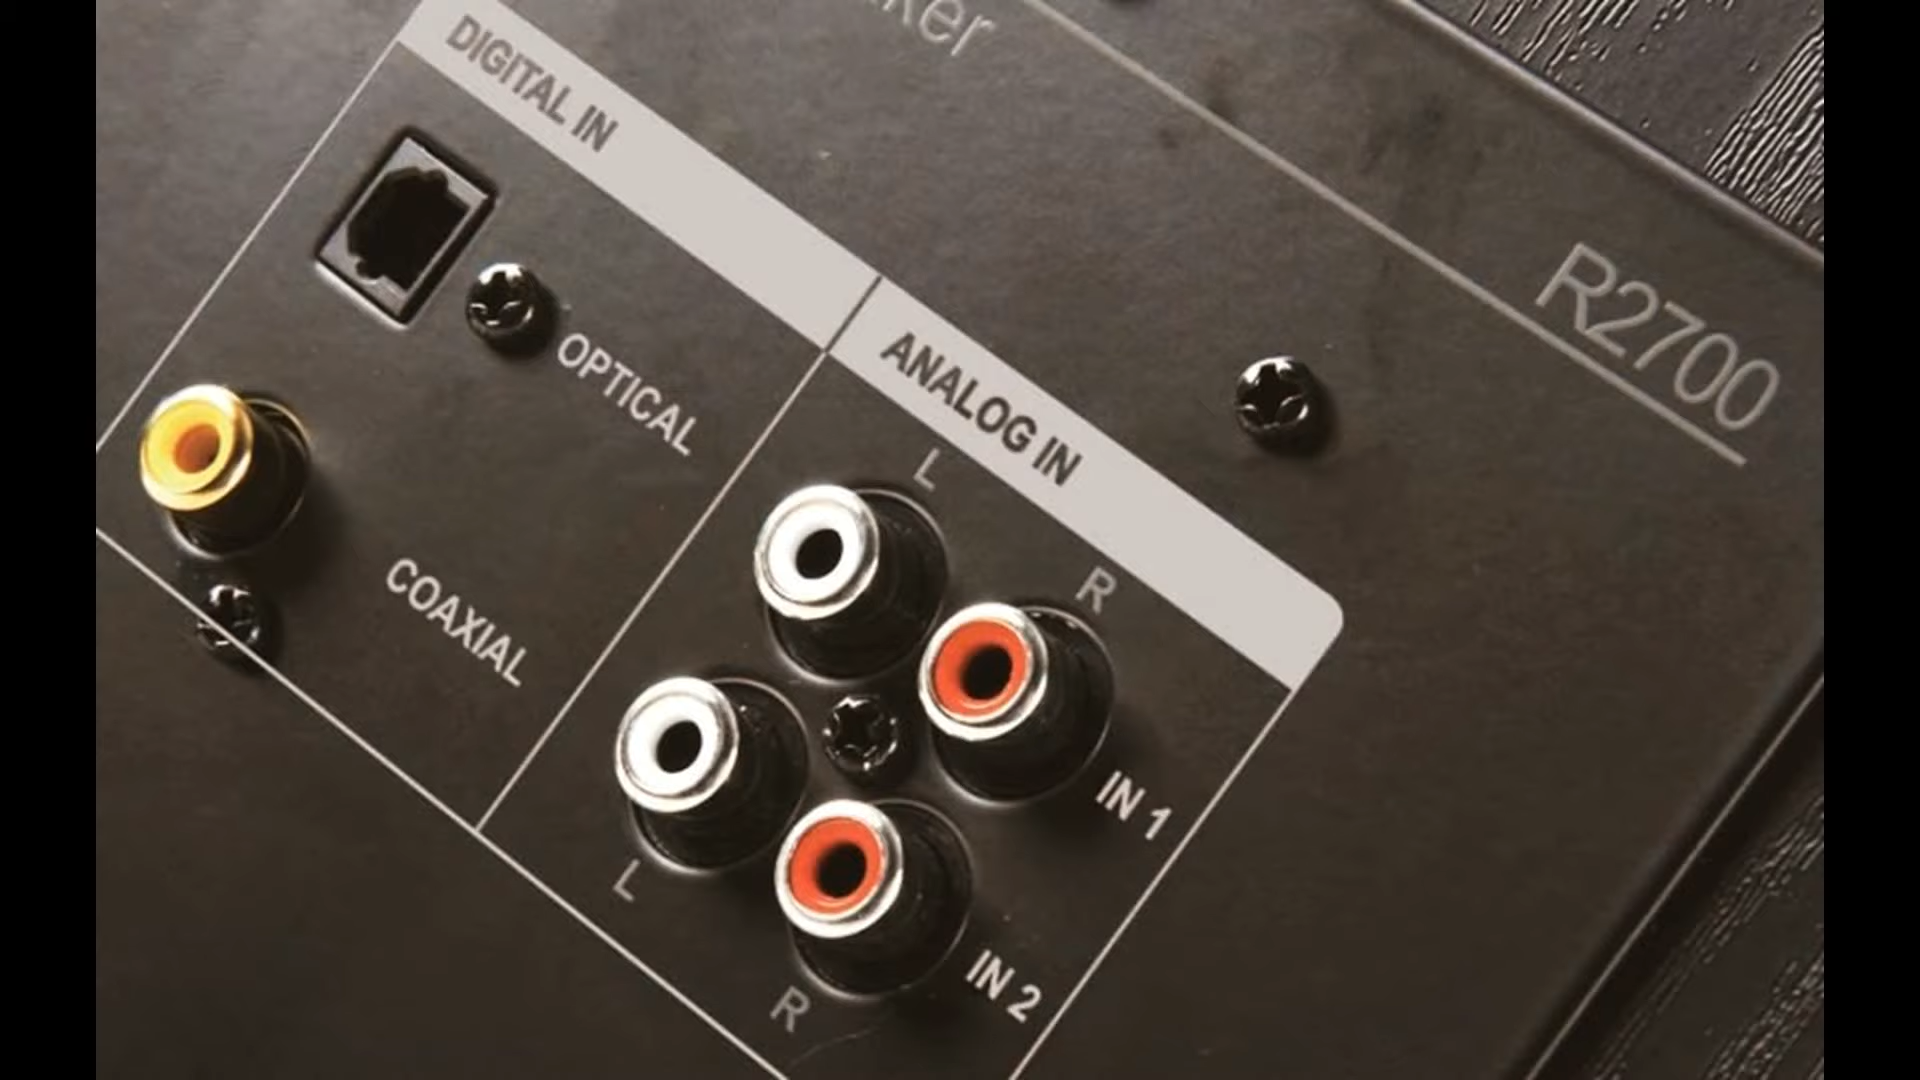 DIGITAL IN
OPTICAL
COAXIAL
ANALOG IN
L
R
IN 1
L
R
IN 2
R2700